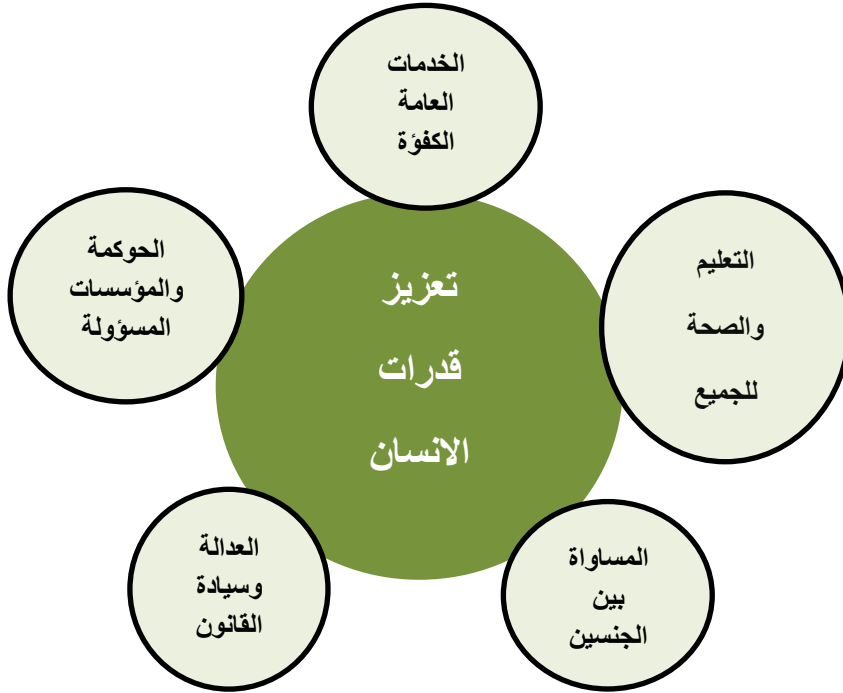 الخدمات
العامة
الكفؤة
التعليم
والصحة
للجميع
الحوكمة
والمؤسسات
المسؤولة
تعزيز
قدرات
الانسان
المساواة
بين
الجنسين
العدالة
وسيادة
القانون